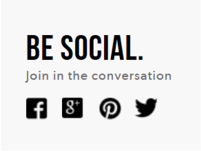 BE SOCIAL.
Join in the conversation